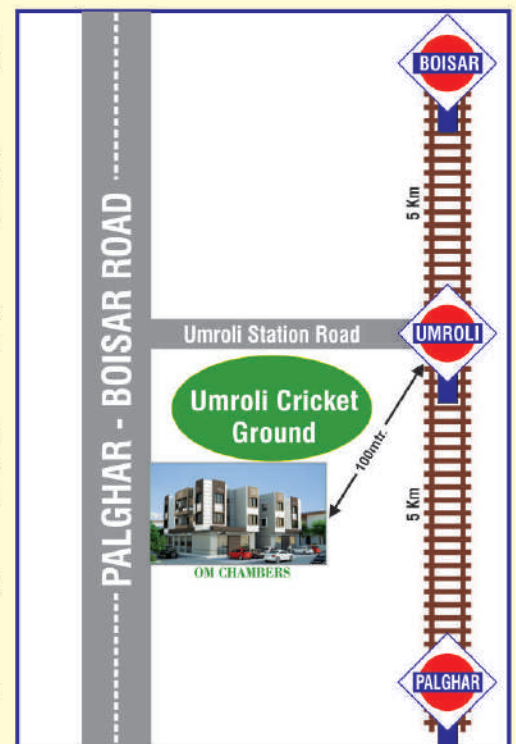 BOISAR
5 Km
PALGHAR - BOISAR ROAD
Umroli Station Road
UMROLI
Umroli Cricket
Ground
100mtr.
5 Km
OM CHAMBERS
PALGHAR